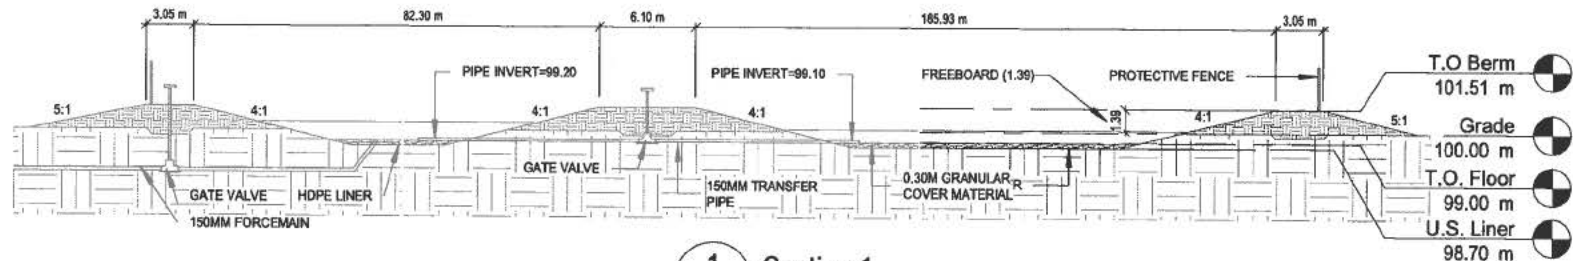 3.05 m
82.30 m
6.10 m
165.93 m
3.05 m
PIPE INVERT=99.20
PIPE INVERT=99.10
FREEBOARD (1.39)
PROTECTIVE FENCE
T.O Berm
101.51 m
5:1
4:1
4:1
4:1
1.39
4:1
5:1
Grade
100.00 m
GATE VALVE
HDPE LINER
GATE VALVE
150MM TRANSFER
PIPE
0.30M GRANULAR
COVER MATERIAL
R
T.O. Floor
99.00 m
150MM FORCEMAIN
U.S. Liner
98.70 m
1
Section 1